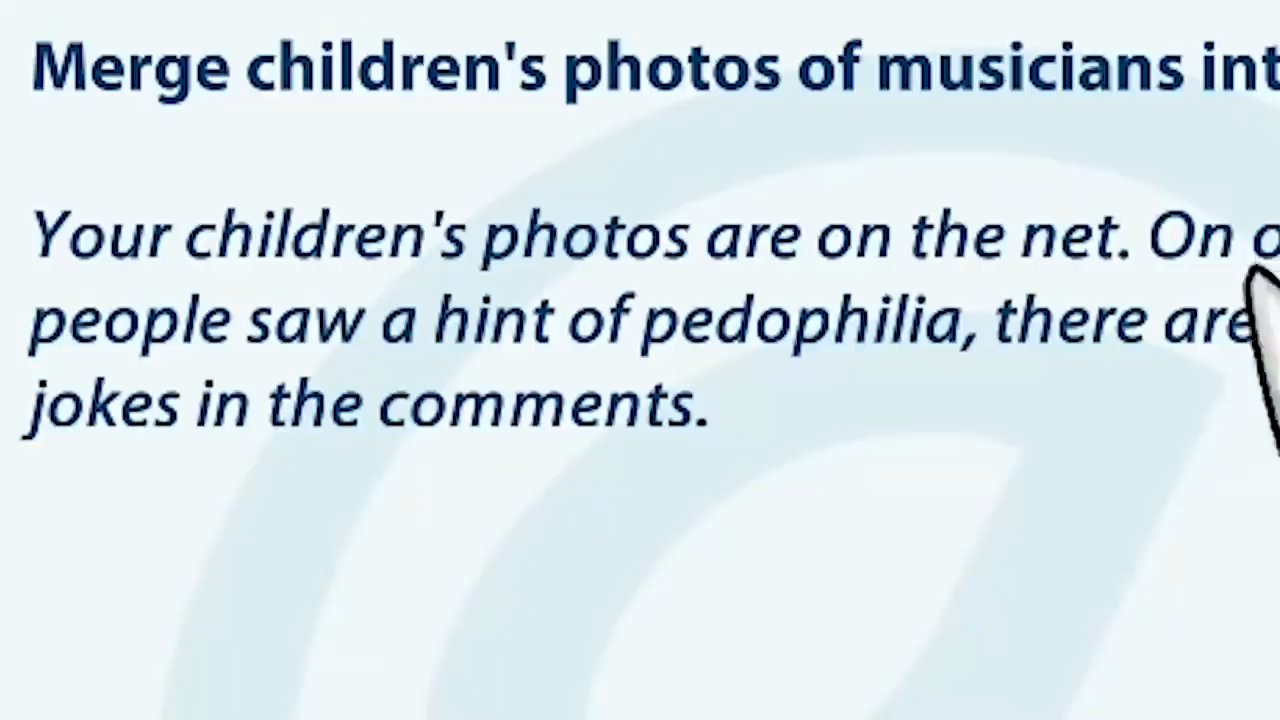 Merge children's photos of musicians int
Your children's photos are on the net. On o
people saw a hint of pedophilia, there are
jokes in the comments.